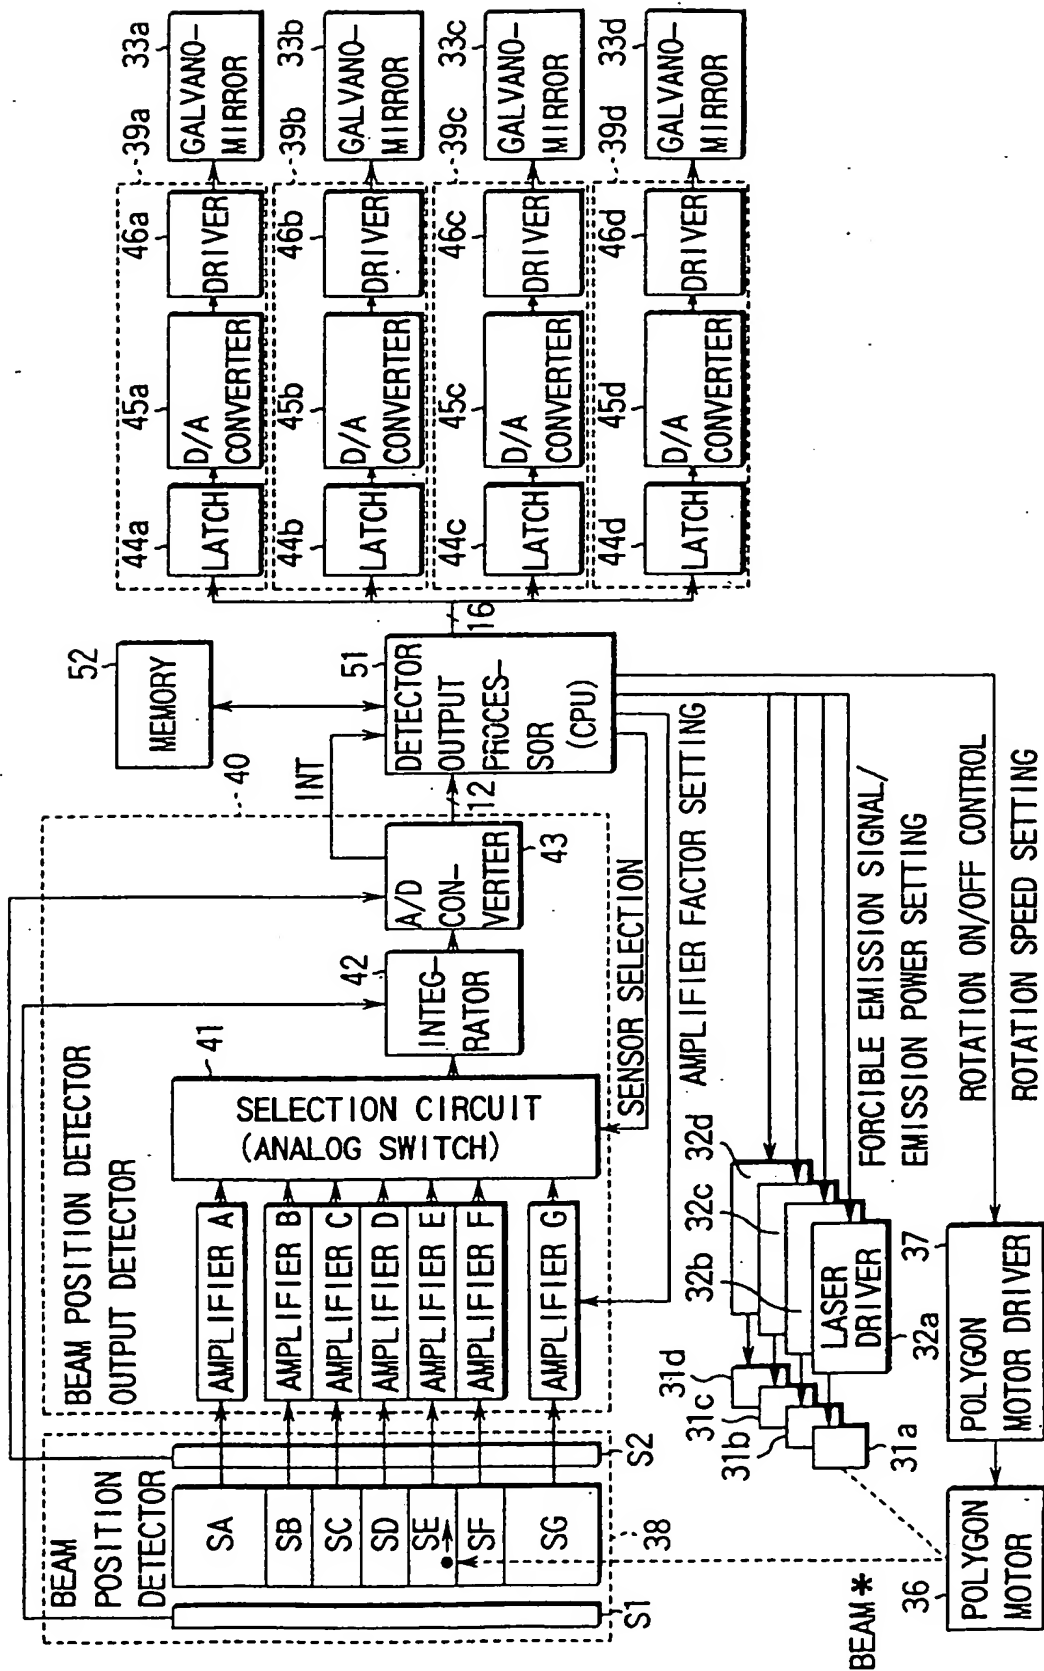 BEAM
POSITION
DETECTOR
S1
SA
SB
SC
SD
SE
SF
SG
S2
38
BEAM POSITION DETECTOR
OUTPUT DETECTOR
40
AMPLIFIER A
AMPLIFIER B
AMPLIFIER C
AMPLIFIER D
AMPLIFIER E
AMPLIFIER F
AMPLIFIER G
SELECTION CIRCUIT
(ANALOG SWITCH)
41
INTEG-
RATOR
42
A/D
CON-
VERTER
43
INT
12
MEMORY
52
DETECTOR
OUTPUT
PROCES-
SOR
(CPU)
51
16
44a
LATCH
45a
D/A
CONVERTER
46a
DRIVER
39a
GALVANO-
MIRROR
33a
44b
LATCH
45b
D/A
CONVERTER
46b
DRIVER
39b
GALVANO-
MIRROR
33b
44c
LATCH
45c
D/A
CONVERTER
46c
DRIVER
39c
GALVANO-
MIRROR
33c
44d
LATCH
45d
D/A
CONVERTER
46d
DRIVER
39d
GALVANO-
MIRROR
33d
SENSOR SELECTION
AMPLIFIER FACTOR SETTING
FORCIBLE EMISSION SIGNAL/
EMISSION POWER SETTING
ROTATION ON/OFF CONTROL
ROTATION SPEED SETTING
31d
31c
31b
31a
32d
32c
32b
LASER
DRIVER
32a
BEAM*
POLYGON
MOTOR
36
POLYGON
MOTOR DRIVER
37